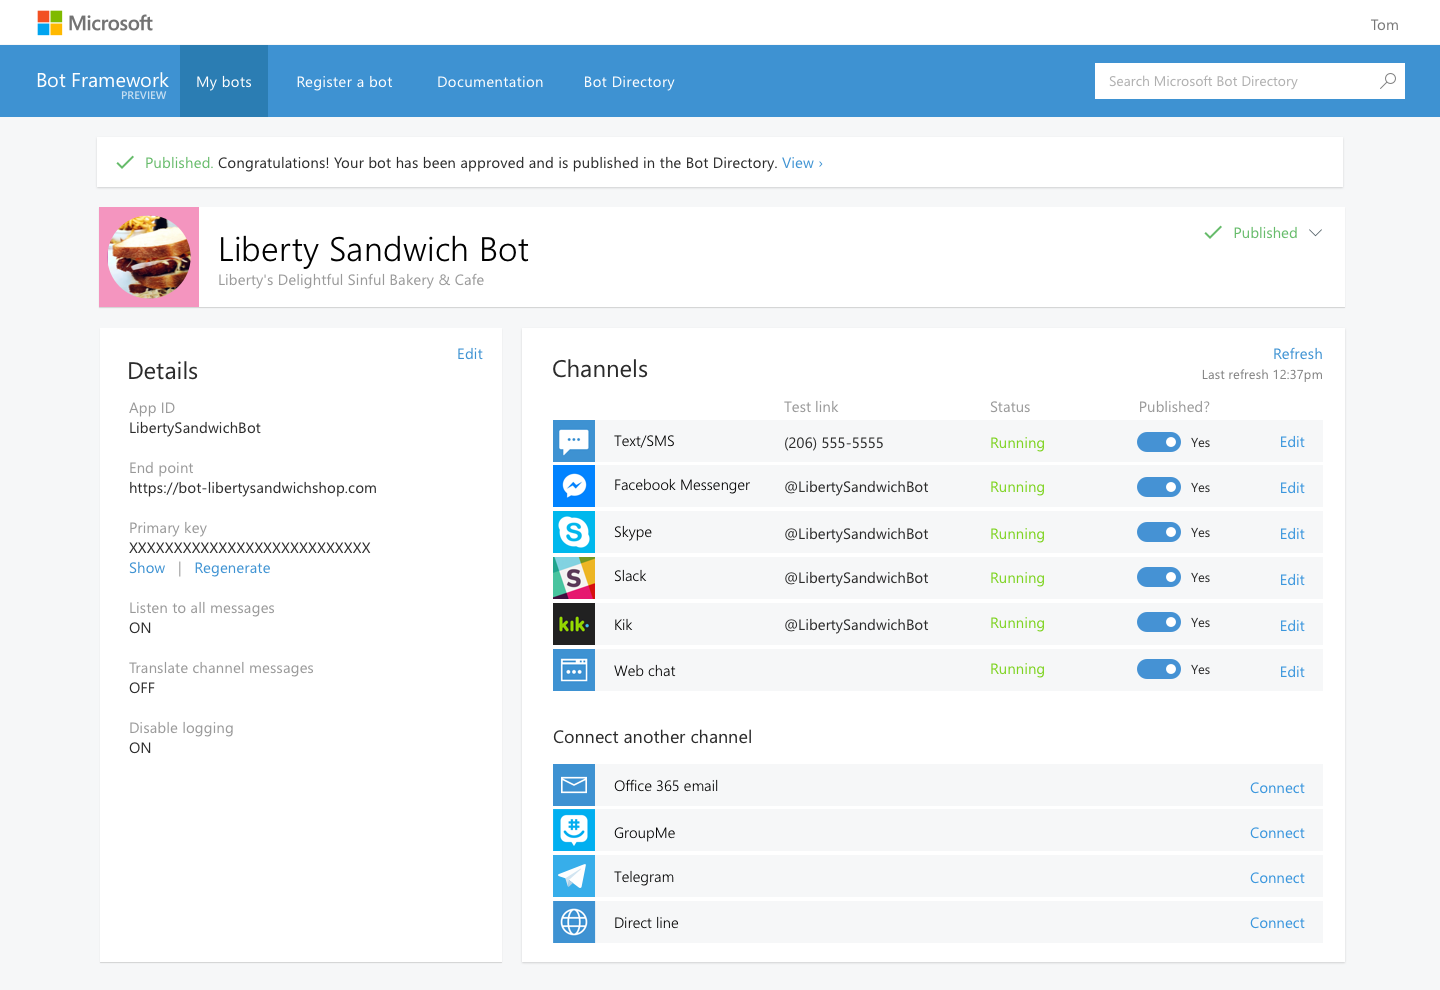 Microsoft
Tom
Bot Framework
PREVIEW
My bots
Register a bot
Documentation
Bot Directory
Search Microsoft Bot Directory
Published. Congratulations! Your bot has been approved and is published in the Bot Directory. View ›
Liberty Sandwich Bot
Liberty's Delightful Sinful Bakery & Cafe
Published
Details
Edit
App ID
LibertySandwichBot
End point
https://bot-libertysandwichshop.com
Primary key
XXXXXXXXXXXXXXXXXXXXXXXXXXX
Show | Regenerate
Listen to all messages
ON
Translate channel messages
OFF
Disable logging
ON
Channels
Refresh
Last refresh 12:37pm
Test link Status Published?
Text/SMS (206) 555-5555 Running Yes Edit
Facebook Messenger @LibertySandwichBot Running Yes Edit
Skype @LibertySandwichBot Running Yes Edit
Slack @LibertySandwichBot Running Yes Edit
kik Kik @LibertySandwichBot Running Yes Edit
Web chat Running Yes Edit
Connect another channel
Office 365 email Connect
GroupMe Connect
Telegram Connect
Direct line Connect